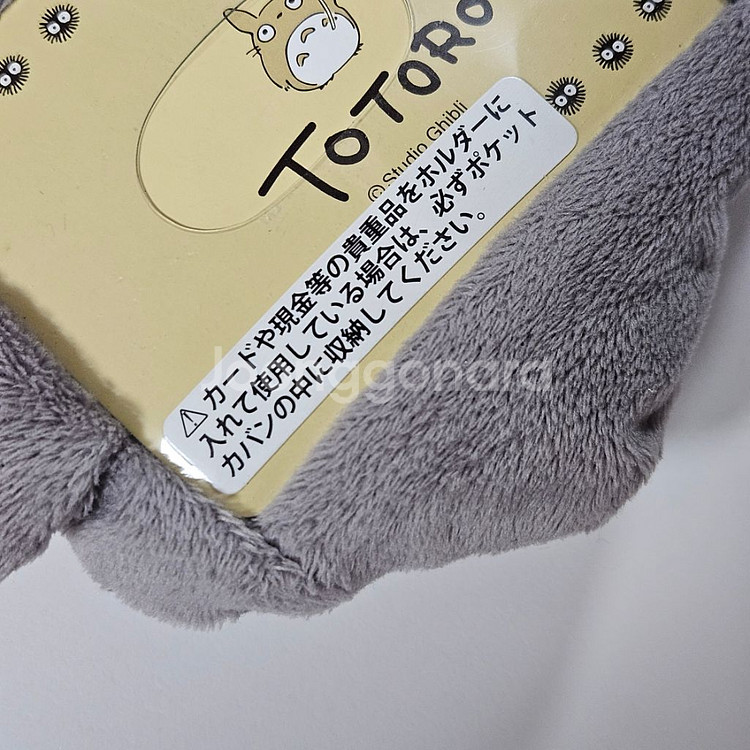 TOTORO
©Studio Ghibli
⚠カードや現金等の貴重品をホルダーに
入れて使用している場合は、必ずポケット
カバンの中に収納してください。
Joonggonara